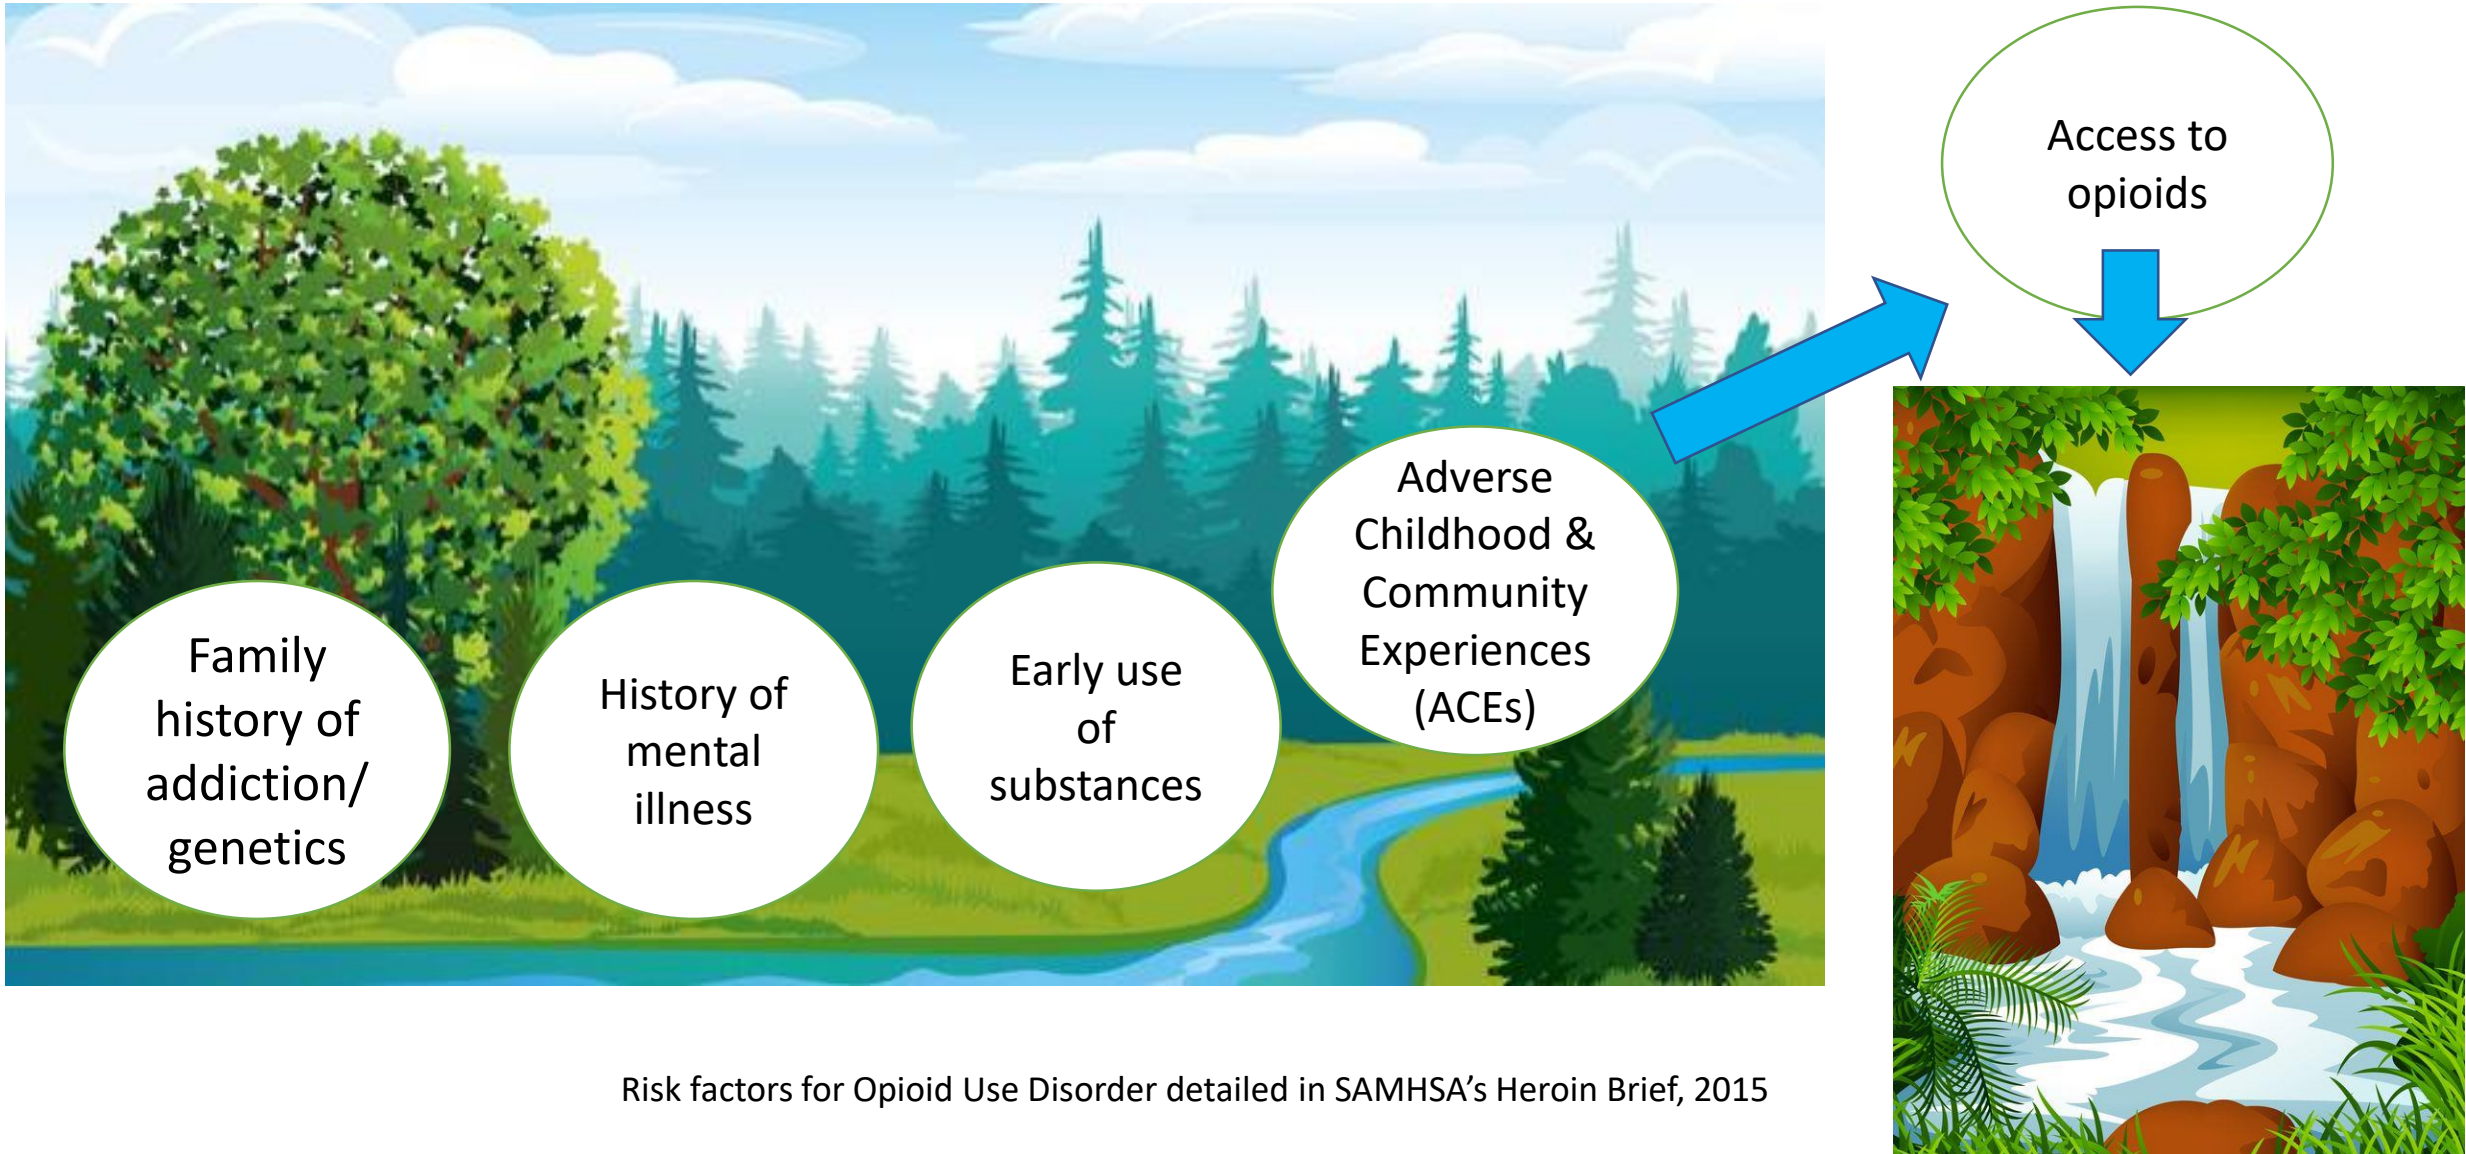 Access to
opioids
Adverse
Childhood &
Community
Experiences
(ACEs)
Family
history of
addiction/
genetics
History of
mental
illness
Early use
of
substances
Risk factors for Opioid Use Disorder detailed in SAMHSA’s Heroin Brief, 2015